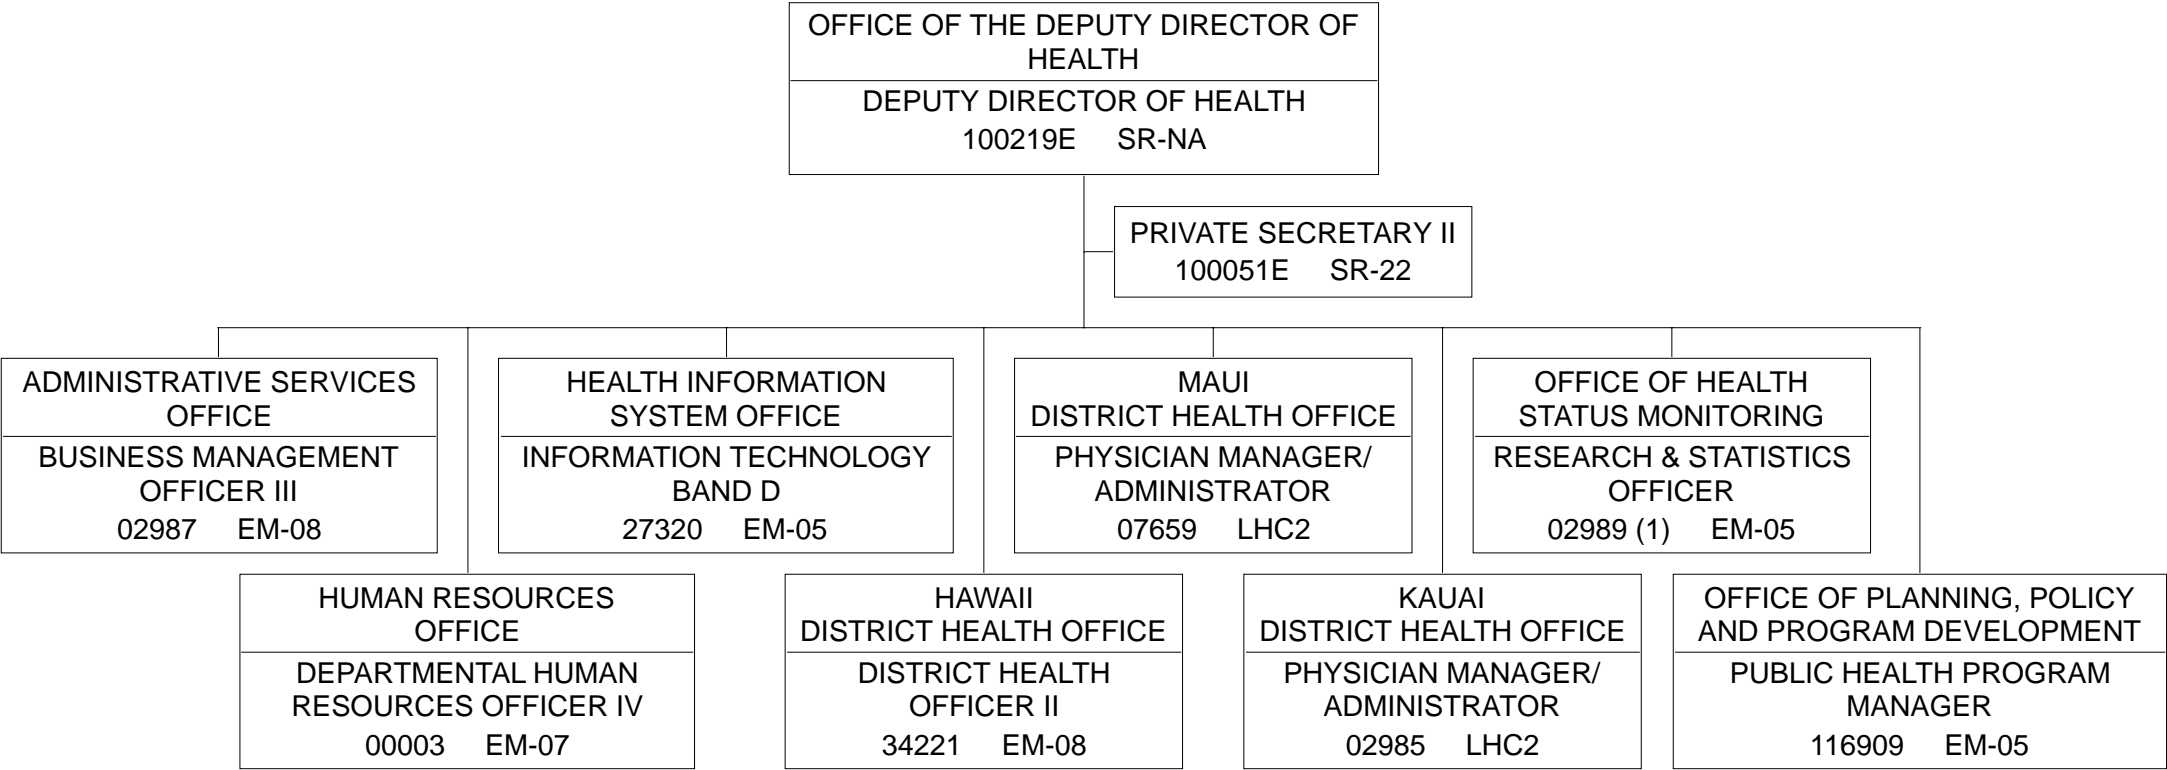 OFFICE OF THE DEPUTY DIRECTOR OF
HEALTH
DEPUTY DIRECTOR OF HEALTH
100219E SR-NA
PRIVATE SECRETARY II
100051E SR-22
ADMINISTRATIVE SERVICES
OFFICE
BUSINESS MANAGEMENT
OFFICER III
02987 EM-08
HEALTH INFORMATION
SYSTEM OFFICE
INFORMATION TECHNOLOGY
BAND D
27320 EM-05
MAUI
DISTRICT HEALTH OFFICE
PHYSICIAN MANAGER/
ADMINISTRATOR
07659 LHC2
OFFICE OF HEALTH
STATUS MONITORING
RESEARCH & STATISTICS
OFFICER
02989 (1) EM-05
HUMAN RESOURCES
OFFICE
DEPARTMENTAL HUMAN
RESOURCES OFFICER IV
00003 EM-07
HAWAII
DISTRICT HEALTH OFFICE
DISTRICT HEALTH
OFFICER II
34221 EM-08
KAUAI
DISTRICT HEALTH OFFICE
PHYSICIAN MANAGER/
ADMINISTRATOR
02985 LHC2
OFFICE OF PLANNING, POLICY
AND PROGRAM DEVELOPMENT
PUBLIC HEALTH PROGRAM
MANAGER
116909 EM-05